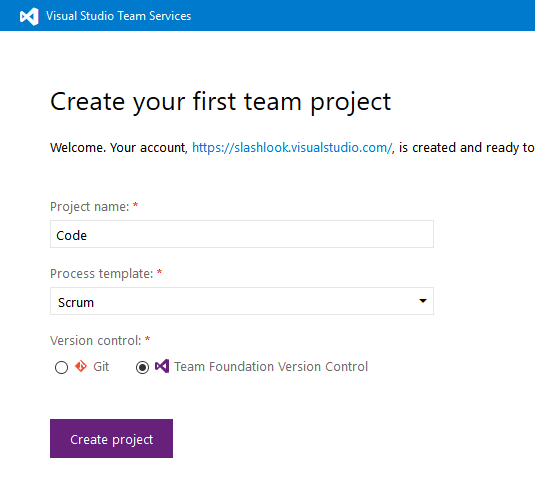 Visual Studio Team Services
Create your first team project
Welcome. Your account, https://slashlook.visualstudio.com/, is created and ready to
Project name: *
Code
Process template: *
Scrum
Version control: *
Git Team Foundation Version Control
Create project